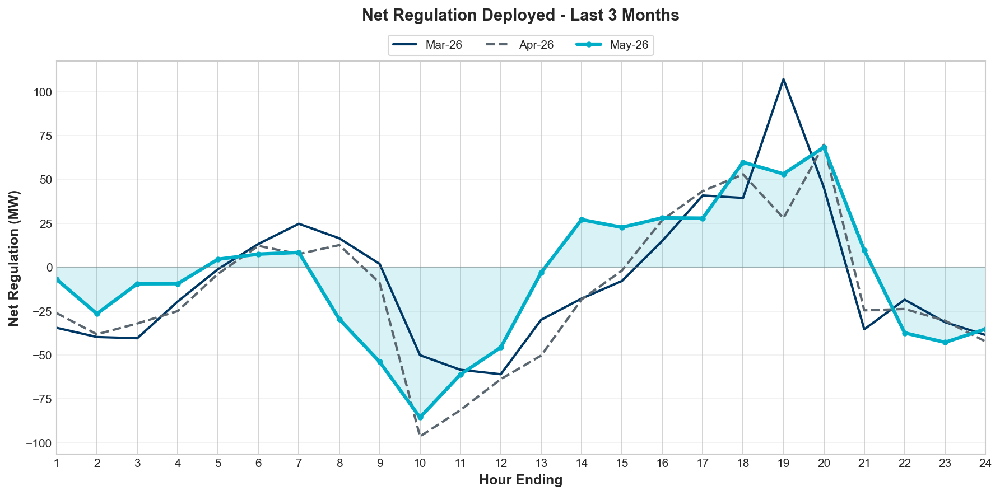 Net Regulation Deployed - Last 3 Months
Mar-26 Apr-26 May-26
Net Regulation (MW)
100
75
50
25
0
−25
−50
−75
−100
1 2 3 4 5 6 7 8 9 10 11 12 13 14 15 16 17 18 19 20 21 22 23 24
Hour Ending